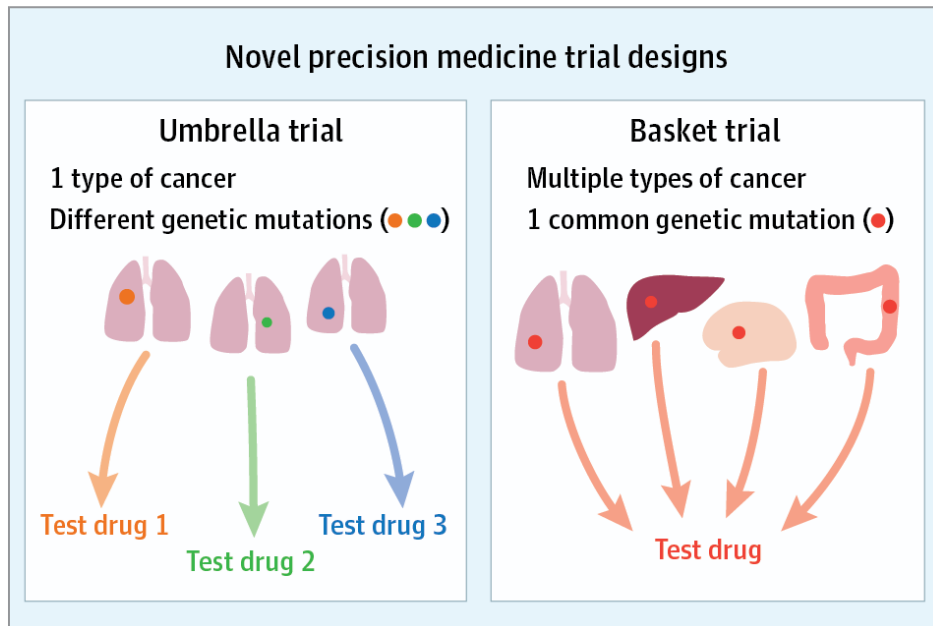 Novel precision medicine trial designs
Umbrella trial
1 type of cancer
Different genetic mutations (●●●)
Test drug 1
Test drug 2
Test drug 3
Basket trial
Multiple types of cancer
1 common genetic mutation (●)
Test drug